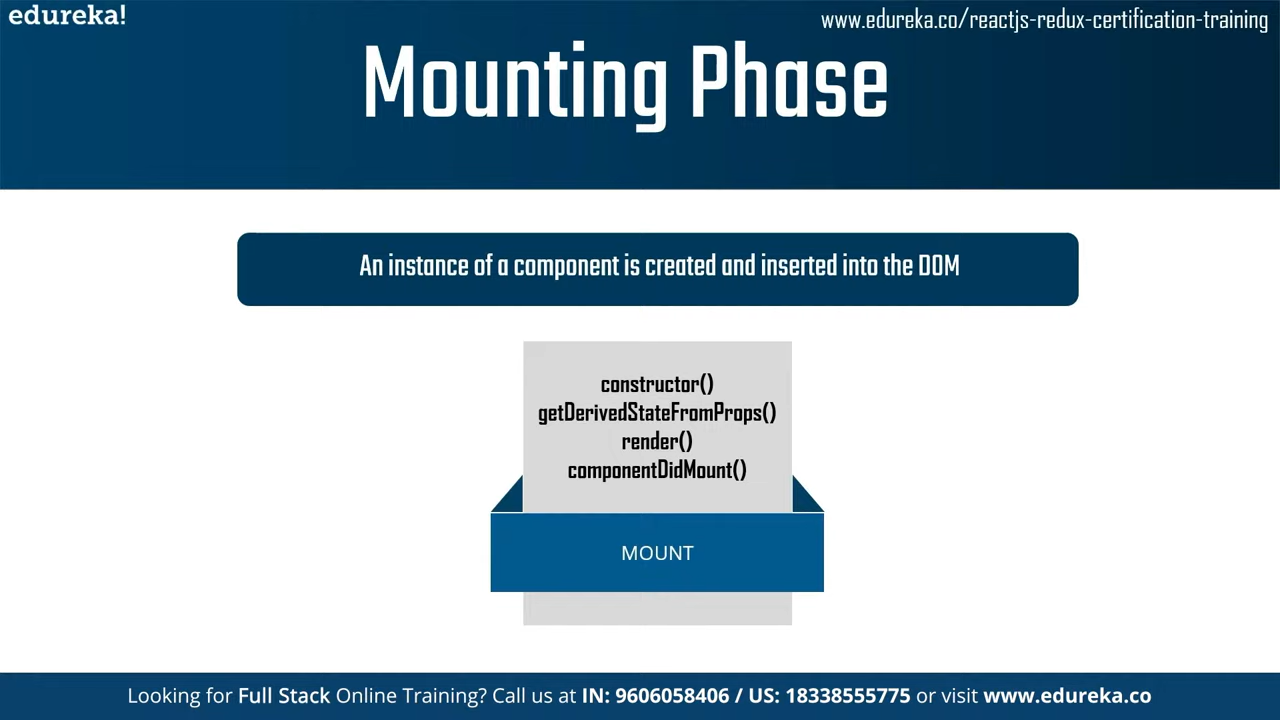 edureka!
www.edureka.co/reactjs-redux-certification-training
Mounting Phase
An instance of a component is created and inserted into the DOM
constructor()
getDerivedStateFromProps()
render()
componentDidMount()
MOUNT
Looking for Full Stack Online Training? Call us at IN: 9606058406 / US: 18338555775 or visit www.edureka.co